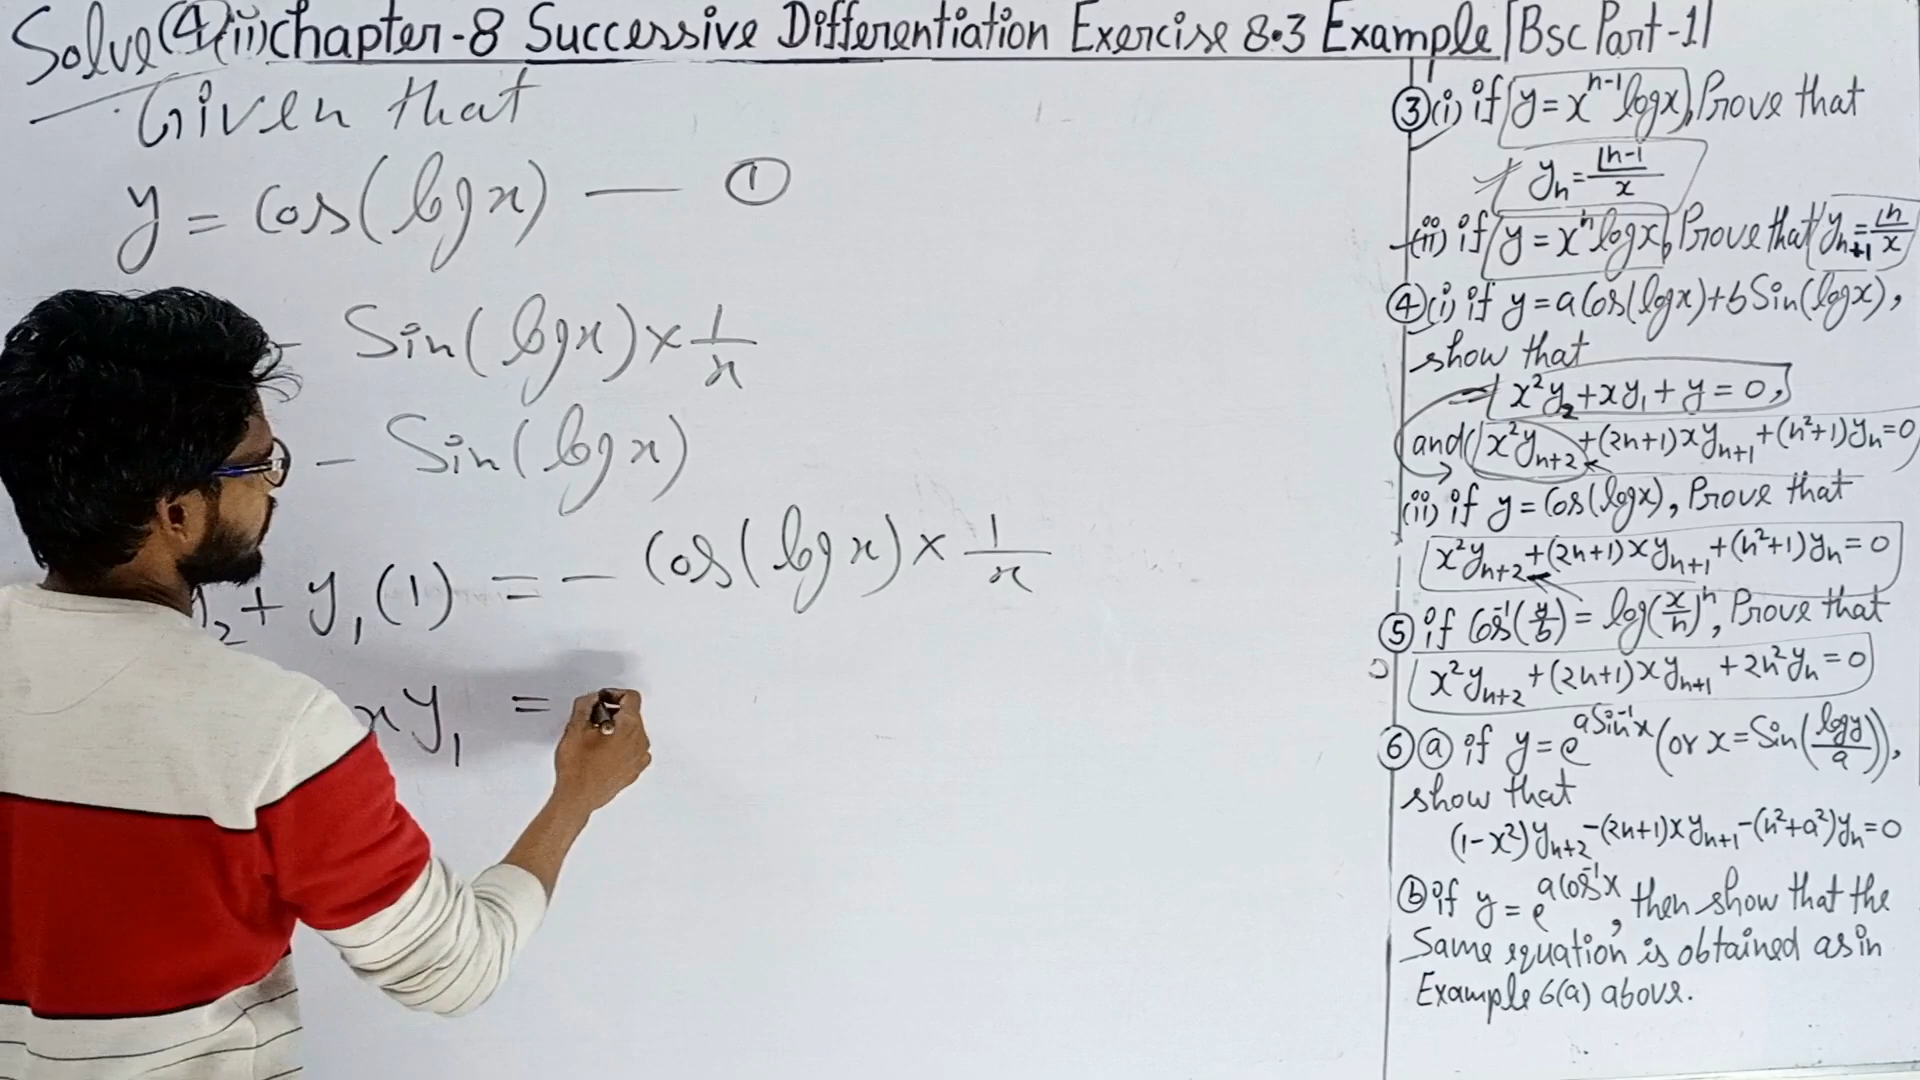 Solve (4)(ii) Chapter-8 Successive Differentiation Exercise 8.3 Example [Bsc Part-1]
Given that
y = cos(log x) — ①
- Sin(log x) × 1/x
- Sin(log x)
y₂ + y₁(1) = - cos(log x) × 1/x
xy₁ =
③(i) if y = xⁿ⁻¹ log x, Prove that
yₙ = ⌊n-1/x
(ii) if y = xⁿ log x, Prove that yₙ₊₁ = ⌊n/x
④(i) if y = a Cos(log x) + b Sin(log x),
show that
x²y₂ + xy₁ + y = 0,
and x²yₙ₊₂ + (2n+1)xyₙ₊₁ + (n²+1)yₙ = 0
(ii) if y = Cos(log x), Prove that
x²yₙ₊₂ + (2n+1)xyₙ₊₁ + (n²+1)yₙ = 0
⑤ if Cos⁻¹(y/b) = log(x/n)ⁿ, Prove that
x²yₙ₊₂ + (2n+1)xyₙ₊₁ + 2n²yₙ = 0
⑥ⓐ if y = e^(a Sin⁻¹x) (or x = Sin(log y/a)),
show that
(1-x²)yₙ₊₂ - (2n+1)xyₙ₊₁ - (n²+a²)yₙ = 0
ⓑ if y = e^(a Cos⁻¹x), then show that the
Same equation is obtained as in
Example 6(a) above.